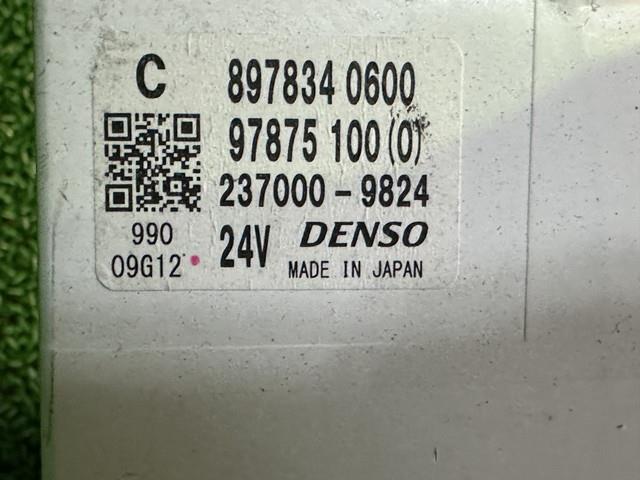 C
897834 0600
97875 100(0)
237000-9824
990
09G12
24V DENSO
MADE IN JAPAN